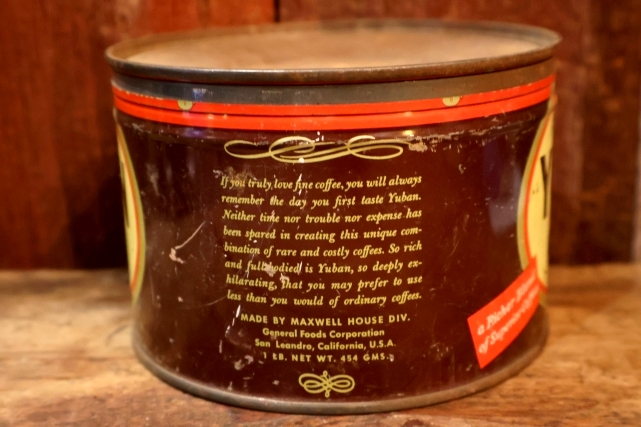 If you truly love fine coffee, you will always
remember the day you first taste Yuban.
Neither time nor trouble nor expense has
been spared in creating this unique com-
bination of rare and costly coffees. So rich
and full-bodied is Yuban, so deeply ex-
hilarating, that you may prefer to use
less than you would of ordinary coffees.
MADE BY MAXWELL HOUSE DIV.
General Foods Corporation
San Leandro, California, U.S.A.
1 LB. NET WT. 454 GMS.
a Richer
of